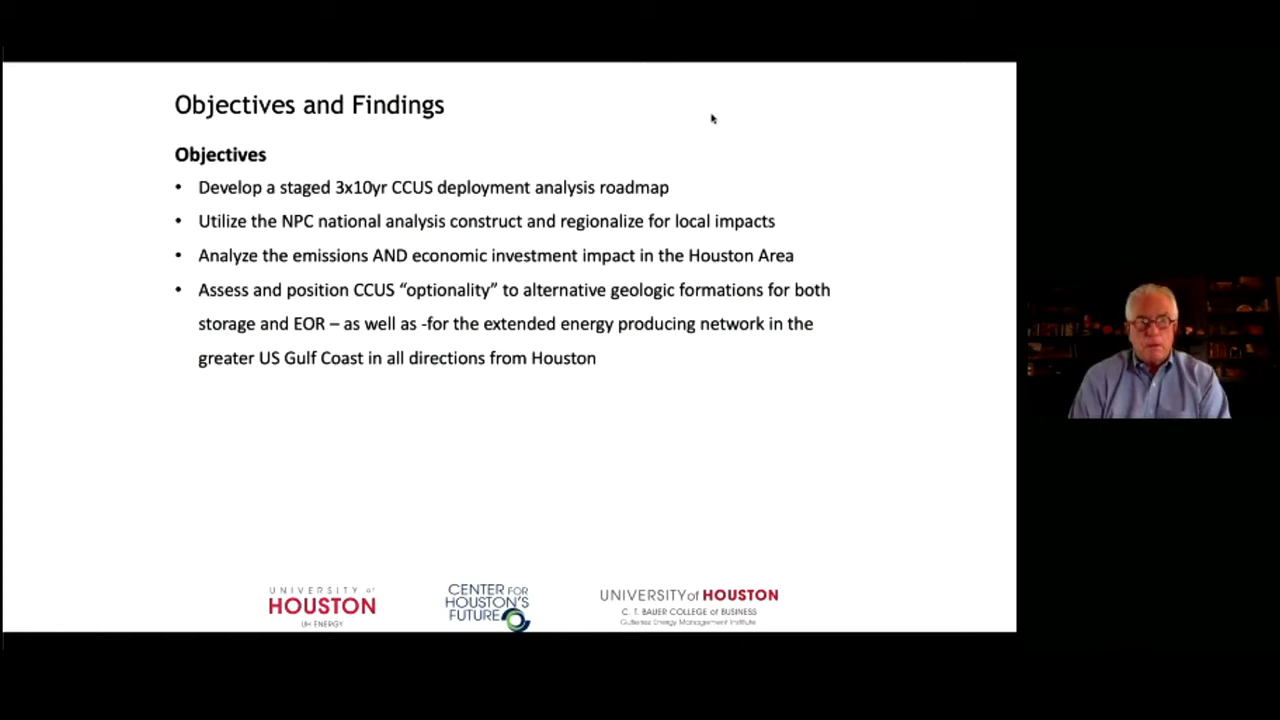 Objectives and Findings
Objectives
• Develop a staged 3x10yr CCUS deployment analysis roadmap
• Utilize the NPC national analysis construct and regionalize for local impacts
• Analyze the emissions AND economic investment impact in the Houston Area
• Assess and position CCUS “optionality” to alternative geologic formations for both
storage and EOR – as well as -for the extended energy producing network in the
greater US Gulf Coast in all directions from Houston
UNIVERSITY of
HOUSTON
UH ENERGY
CENTER FOR
HOUSTON'S
FUTURE
UNIVERSITY of HOUSTON
C. T. BAUER COLLEGE of BUSINESS
Gutierrez Energy Management Institute